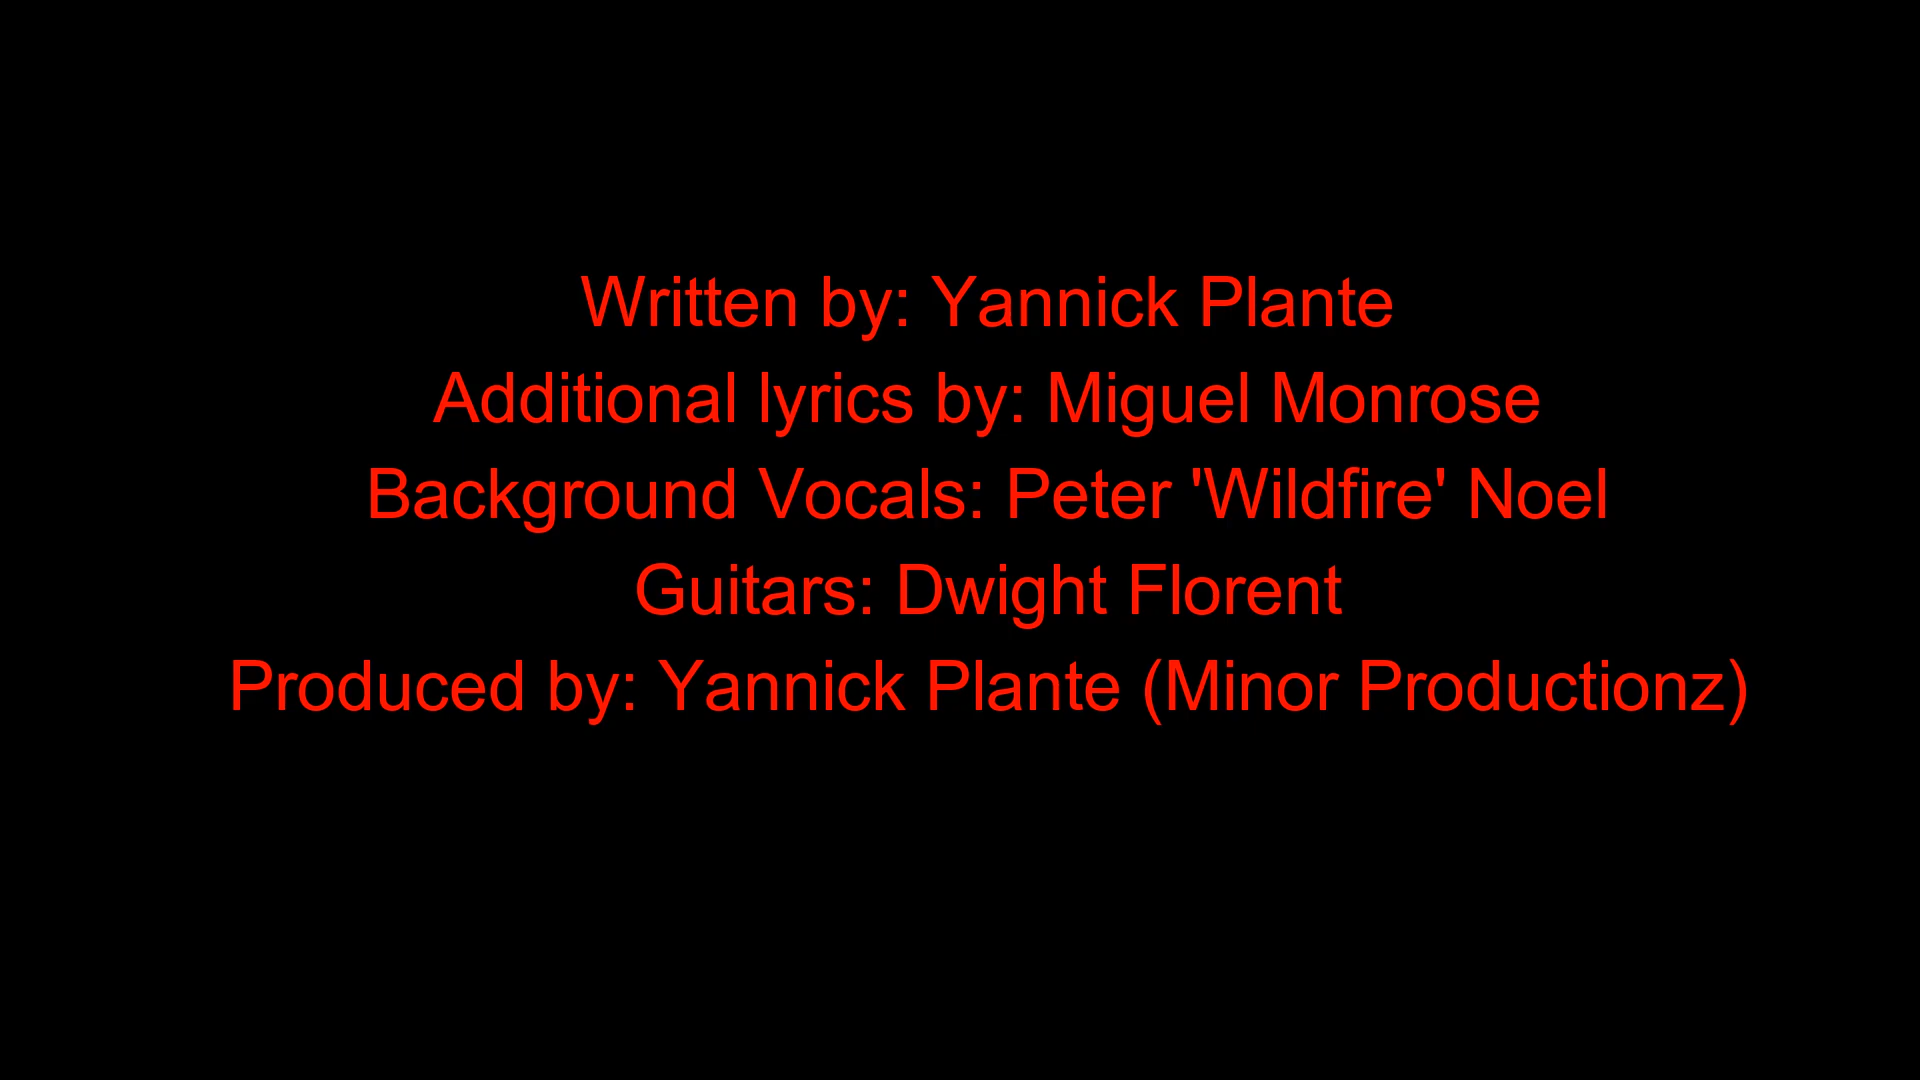 Written by: Yannick Plante
Additional lyrics by: Miguel Monrose
Background Vocals: Peter 'Wildfire' Noel
Guitars: Dwight Florent
Produced by: Yannick Plante (Minor Productionz)